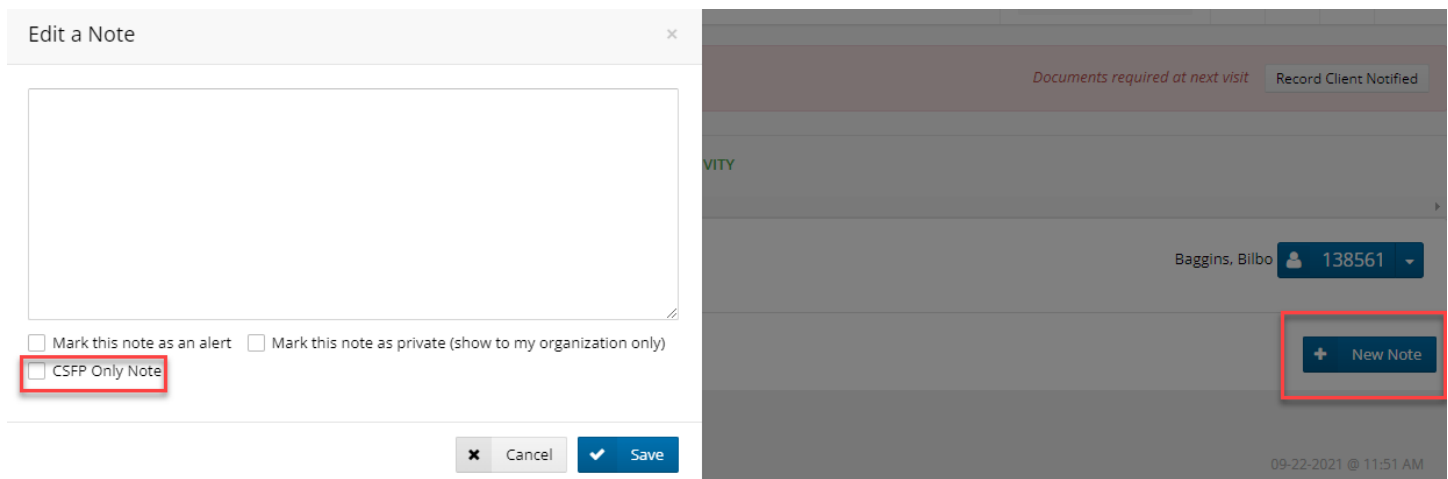 Edit a Note
×
Mark this note as an alert Mark this note as private (show to my organization only)
CSFP Only Note
Cancel Save
Documents required at next visit Record Client Notified
VITY
Baggins, Bilbo 138561
New Note
09-22-2021 @ 11:51 AM